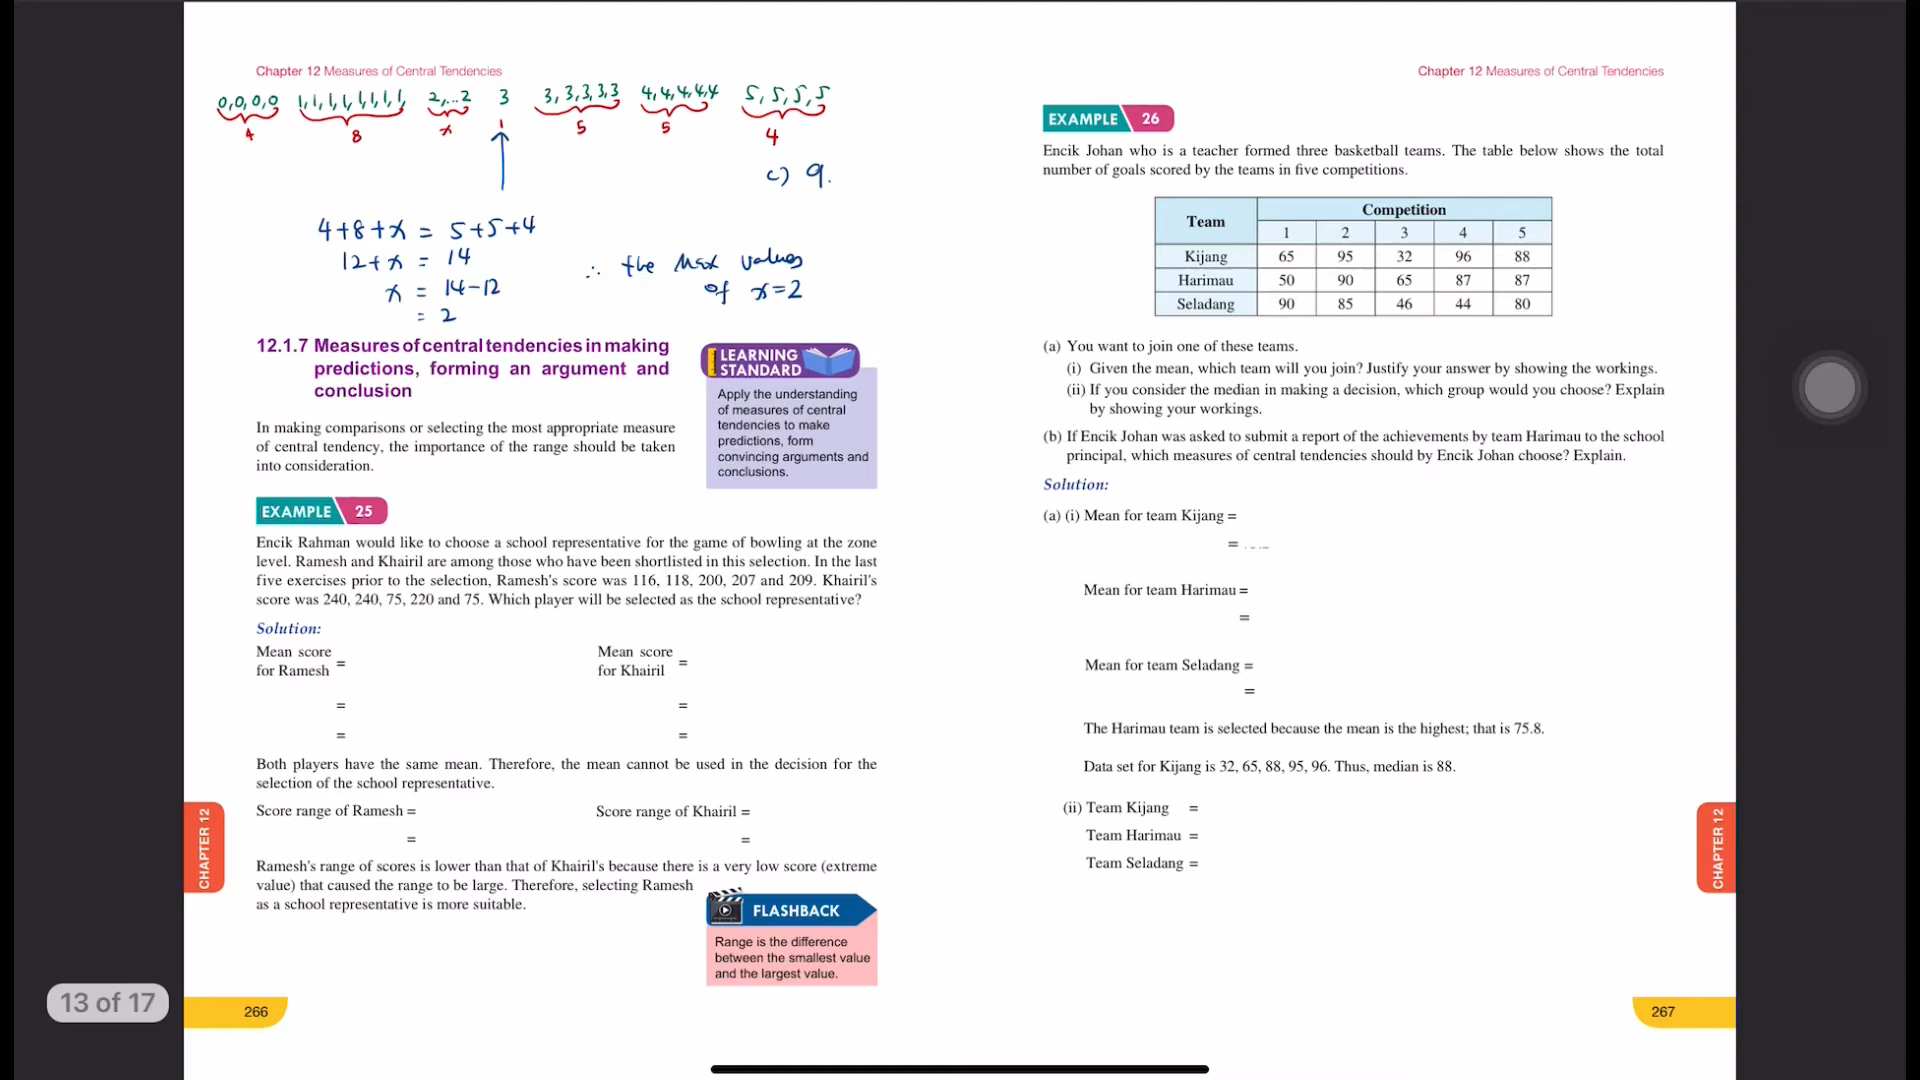 Chapter 12 Measures of Central Tendencies
0,0,0,0 1,1,1,1,1,1,1,1, 2,...2 3 3,3,3,3,3 4,4,4,4,4 5,5,5,5
4 8 x 1 5 5 4
c) 9.
4+8+x = 5+5+4
12+x = 14
x = 14-12
= 2
∴ the max values
of x=2
12.1.7 Measures of central tendencies in making
predictions, forming an argument and
conclusion
In making comparisons or selecting the most appropriate measure
of central tendency, the importance of the range should be taken
into consideration.
LEARNING
STANDARD
Apply the understanding
of measures of central
tendencies to make
predictions, form
convincing arguments and
conclusions.
EXAMPLE 25
Encik Rahman would like to choose a school representative for the game of bowling at the zone
level. Ramesh and Khairil are among those who have been shortlisted in this selection. In the last
five exercises prior to the selection, Ramesh's score was 116, 118, 200, 207 and 209. Khairil's
score was 240, 240, 75, 220 and 75. Which player will be selected as the school representative?
Solution:
Mean score
for Ramesh =
=
=
Mean score
for Khairil =
=
=
Both players have the same mean. Therefore, the mean cannot be used in the decision for the
selection of the school representative.
Score range of Ramesh =
=
Score range of Khairil =
=
Ramesh's range of scores is lower than that of Khairil's because there is a very low score (extreme
value) that caused the range to be large. Therefore, selecting Ramesh
as a school representative is more suitable.
FLASHBACK
Range is the difference
between the smallest value
and the largest value.
CHAPTER 12
13 of 17
266
Chapter 12 Measures of Central Tendencies
EXAMPLE 26
Encik Johan who is a teacher formed three basketball teams. The table below shows the total
number of goals scored by the teams in five competitions.
Team Competition
1 2 3 4 5
Kijang 65 95 32 96 88
Harimau 50 90 65 87 87
Seladang 90 85 46 44 80
(a) You want to join one of these teams.
(i) Given the mean, which team will you join? Justify your answer by showing the workings.
(ii) If you consider the median in making a decision, which group would you choose? Explain
by showing your workings.
(b) If Encik Johan was asked to submit a report of the achievements by team Harimau to the school
principal, which measures of central tendencies should by Encik Johan choose? Explain.
Solution:
(a) (i) Mean for team Kijang =
=
Mean for team Harimau =
=
Mean for team Seladang =
=
The Harimau team is selected because the mean is the highest; that is 75.8.
Data set for Kijang is 32, 65, 88, 95, 96. Thus, median is 88.
(ii) Team Kijang =
Team Harimau =
Team Seladang =
CHAPTER 12
267